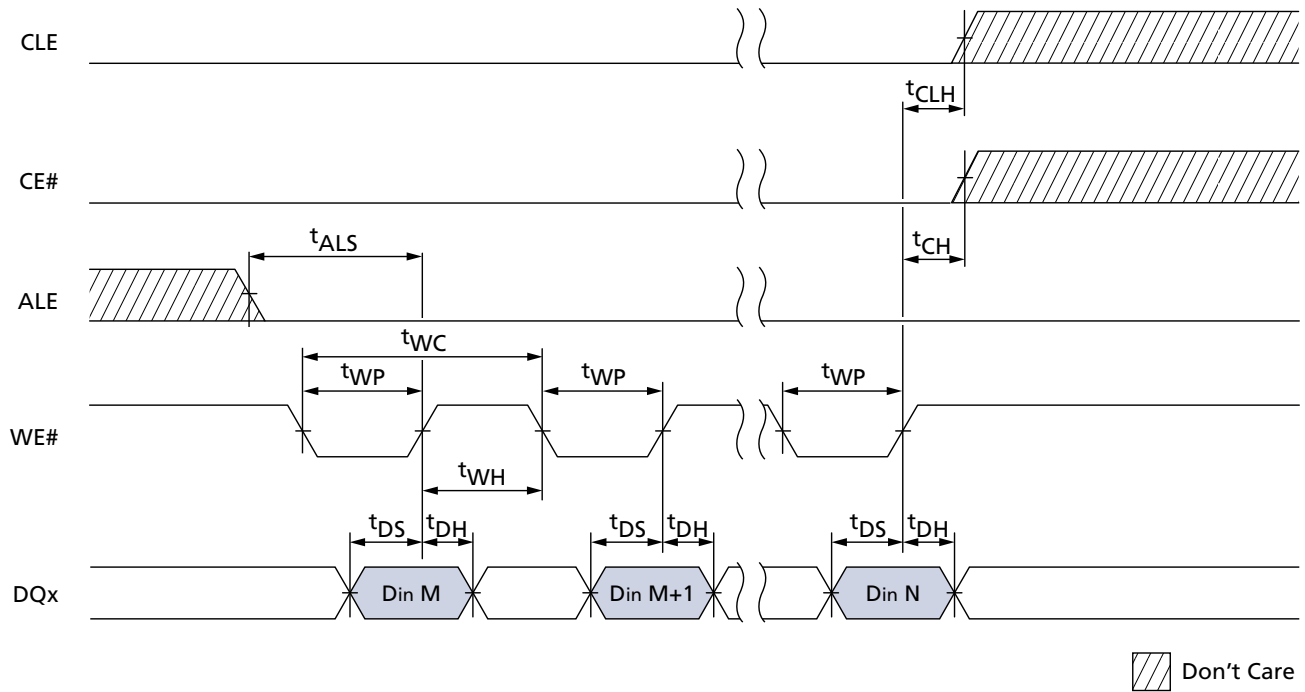 CLE
tCLH
CE#
tCH
tALS
ALE
tWC
tWP
tWP
tWP
WE#
tWH
tDS
tDH
tDS
tDH
tDS
tDH
DQx
Din M
Din M+1
Din N
Don't Care